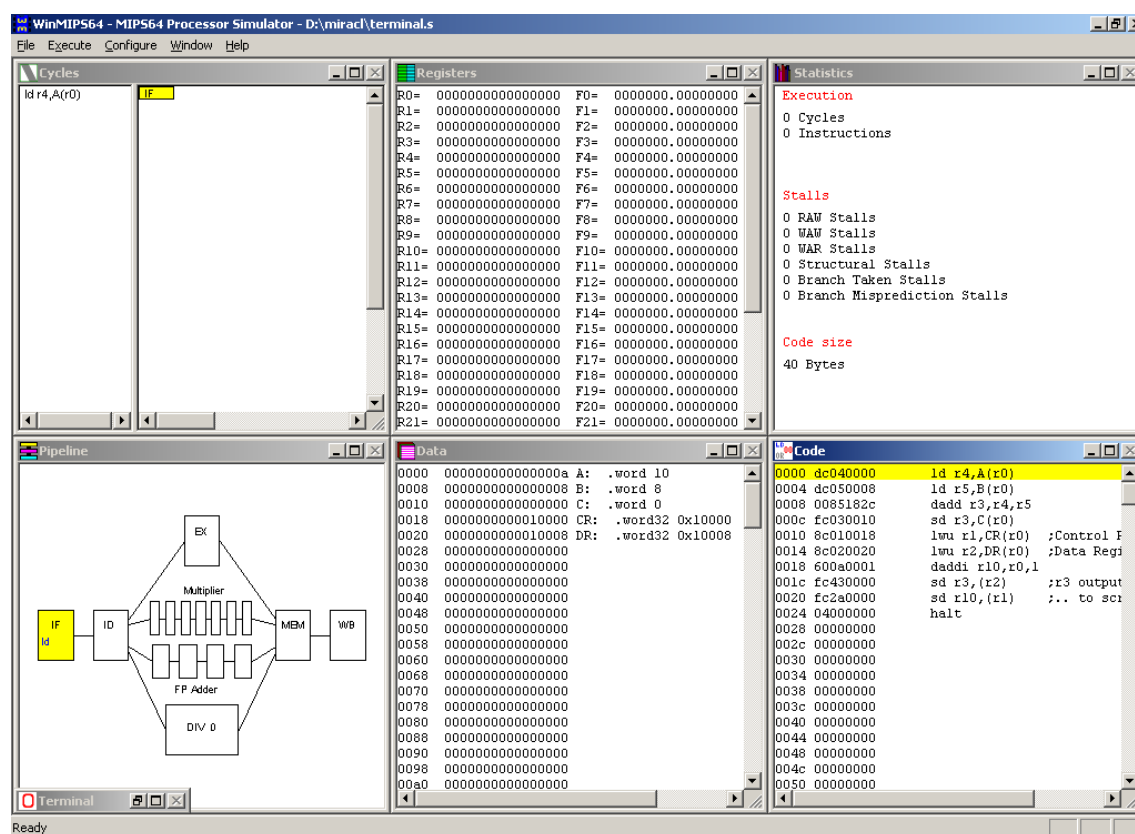 WinMIPS64 - MIPS64 Processor Simulator - D:\miracl\terminal.s
File Execute Configure Window Help
Cycles
ld r4,A(r0)
IF
Registers
R0= 0000000000000000 F0= 0000000.00000000
R1= 0000000000000000 F1= 0000000.00000000
R2= 0000000000000000 F2= 0000000.00000000
R3= 0000000000000000 F3= 0000000.00000000
R4= 0000000000000000 F4= 0000000.00000000
R5= 0000000000000000 F5= 0000000.00000000
R6= 0000000000000000 F6= 0000000.00000000
R7= 0000000000000000 F7= 0000000.00000000
R8= 0000000000000000 F8= 0000000.00000000
R9= 0000000000000000 F9= 0000000.00000000
R10= 0000000000000000 F10= 0000000.00000000
R11= 0000000000000000 F11= 0000000.00000000
R12= 0000000000000000 F12= 0000000.00000000
R13= 0000000000000000 F13= 0000000.00000000
R14= 0000000000000000 F14= 0000000.00000000
R15= 0000000000000000 F15= 0000000.00000000
R16= 0000000000000000 F16= 0000000.00000000
R17= 0000000000000000 F17= 0000000.00000000
R18= 0000000000000000 F18= 0000000.00000000
R19= 0000000000000000 F19= 0000000.00000000
R20= 0000000000000000 F20= 0000000.00000000
R21= 0000000000000000 F21= 0000000.00000000
Statistics
Execution
0 Cycles
0 Instructions
Stalls
0 RAW Stalls
0 WAW Stalls
0 WAR Stalls
0 Structural Stalls
0 Branch Taken Stalls
0 Branch Misprediction Stalls
Code size
40 Bytes
Pipeline
EX
Multiplier
IF
ld
ID
MEM
WB
FP Adder
DIV 0
Terminal
Data
0000 000000000000000a A: .word 10
0008 0000000000000008 B: .word 8
0010 0000000000000000 C: .word 0
0018 0000000000010000 CR: .word32 0x10000
0020 0000000000010008 DR: .word32 0x10008
0028 0000000000000000
0030 0000000000000000
0038 0000000000000000
0040 0000000000000000
0048 0000000000000000
0050 0000000000000000
0058 0000000000000000
0060 0000000000000000
0068 0000000000000000
0070 0000000000000000
0078 0000000000000000
0080 0000000000000000
0088 0000000000000000
0090 0000000000000000
0098 0000000000000000
00a0 0000000000000000
Code
0000 dc040000 ld r4,A(r0)
0004 dc050008 ld r5,B(r0)
0008 0085182c dadd r3,r4,r5
000c fc030010 sd r3,C(r0)
0010 8c010018 lwu r1,CR(r0) ;Control R
0014 8c020020 lwu r2,DR(r0) ;Data Regi
0018 600a0001 daddi r10,r0,1
001c fc430000 sd r3,(r2) ;r3 output
0020 fc2a0000 sd r10,(r1) ;.. to scr
0024 04000000 halt
0028 00000000
002c 00000000
0030 00000000
0034 00000000
0038 00000000
003c 00000000
0040 00000000
0044 00000000
0048 00000000
004c 00000000
0050 00000000
Ready